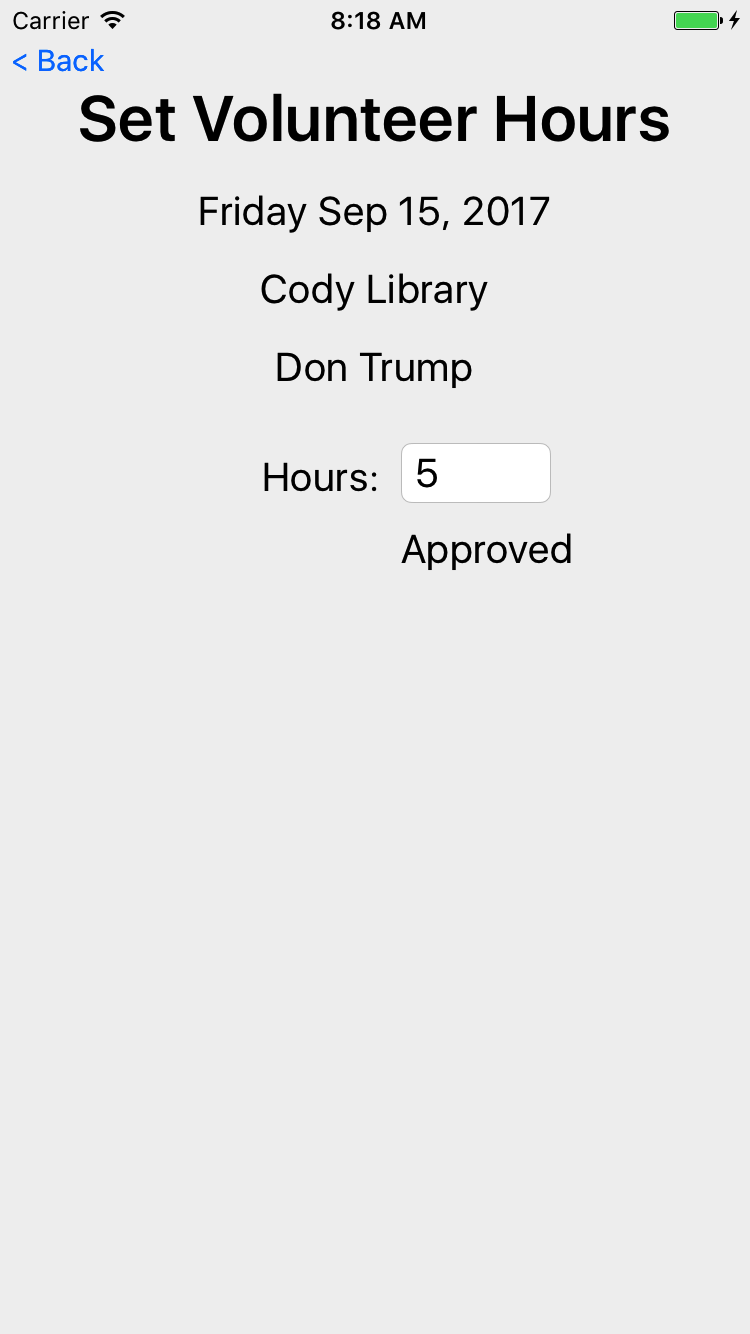 Carrier 8:18 AM
< Back
Set Volunteer Hours
Friday Sep 15, 2017
Cody Library
Don Trump
Hours: 5
Approved